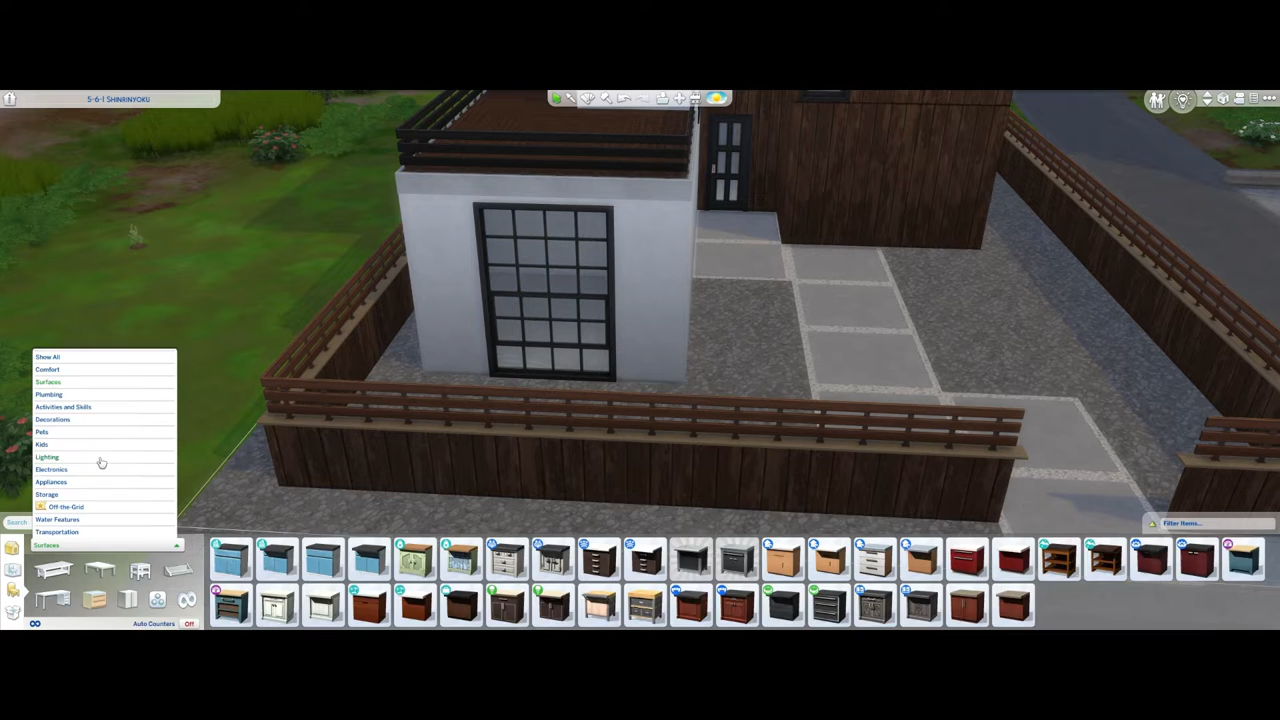 5-6-1 SHINRINYOKU
Show All
Comfort
Surfaces
Plumbing
Activities and Skills
Decorations
Pets
Kids
Lighting
Electronics
Appliances
Storage
Off-the-Grid
Water Features
Transportation
Search
Filter Items...
Surfaces
Auto Counters Off